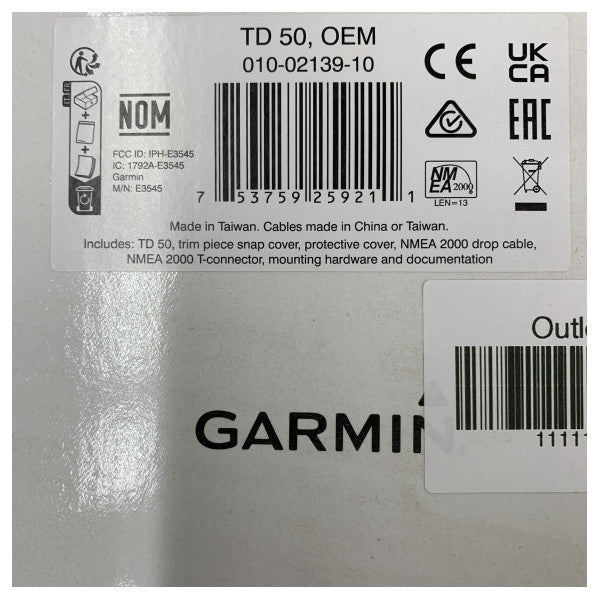 TD 50, OEM
010-02139-10
CE
UK
CA
FR
NOM
EAC
FCC ID: IPH-E3545
IC: 1792A-E3545
Garmin
M/N: E3545
NM
EA 2000
LEN=13
7 53759 25921 1
Made in Taiwan. Cables made in China or Taiwan.
Includes: TD 50, trim piece snap cover, protective cover, NMEA 2000 drop cable,
NMEA 2000 T-connector, mounting hardware and documentation
GARMIN